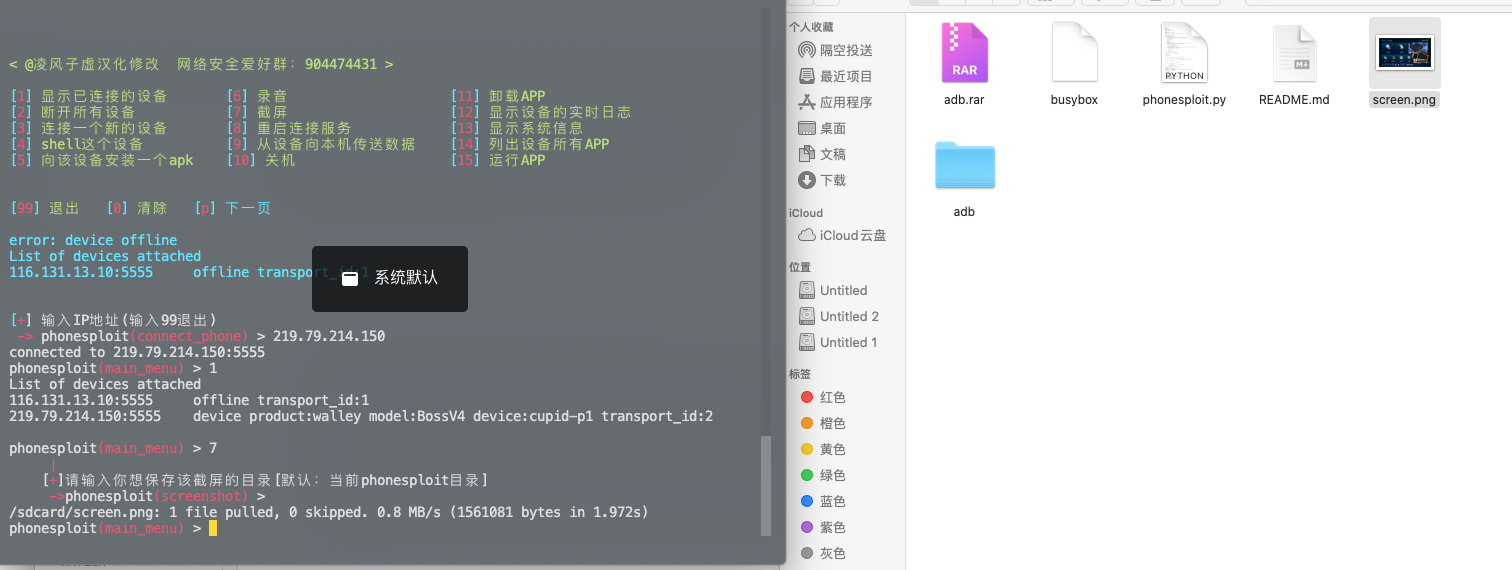 < @凌风子虚汉化修改  网络安全爱好群: 904474431 >
[1] 显示已连接的设备 [6] 录音 [11] 卸载APP
[2] 断开所有设备 [7] 截屏 [12] 显示设备的实时日志
[3] 连接一个新的设备 [8] 重启连接服务 [13] 显示系统信息
[4] shell这个设备 [9] 从设备向本机传送数据 [14] 列出设备所有APP
[5] 向该设备安装一个apk [10] 关机 [15] 运行APP
[99] 退出 [0] 清除 [p] 下一页
error: device offline
List of devices attached
116.131.13.10:5555 offline transport_id:1
系统默认
[+] 输入IP地址(输入99退出)
-> phonesploit(connect_phone) > 219.79.214.150
connected to 219.79.214.150:5555
phonesploit(main_menu) > 1
List of devices attached
116.131.13.10:5555 offline transport_id:1
219.79.214.150:5555 device product:walley model:BossV4 device:cupid-p1 transport_id:2
phonesploit(main_menu) > 7
|
[+]请输入你想保存该截屏的目录[默认: 当前phonesploit目录]
->phonesploit(screenshot) >
/sdcard/screen.png: 1 file pulled, 0 skipped. 0.8 MB/s (1561081 bytes in 1.972s)
phonesploit(main_menu) >
个人收藏
隔空投送
最近项目
应用程序
桌面
文稿
下载
iCloud
iCloud云盘
位置
Untitled
Untitled 2
Untitled 1
标签
红色
橙色
黄色
绿色
蓝色
紫色
灰色
RAR
PYTHON
adb.rar
busybox
phonesploit.py
README.md
screen.png
adb